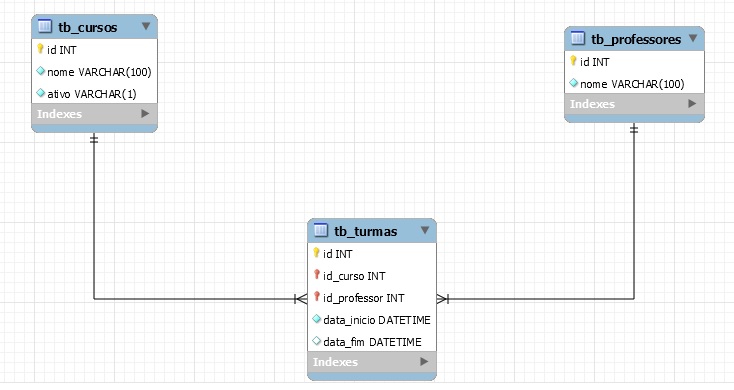 tb_cursos
id INT
nome VARCHAR(100)
ativo VARCHAR(1)
Indexes
tb_professores
id INT
nome VARCHAR(100)
Indexes
tb_turmas
id INT
id_curso INT
id_professor INT
data_inicio DATETIME
data_fim DATETIME
Indexes